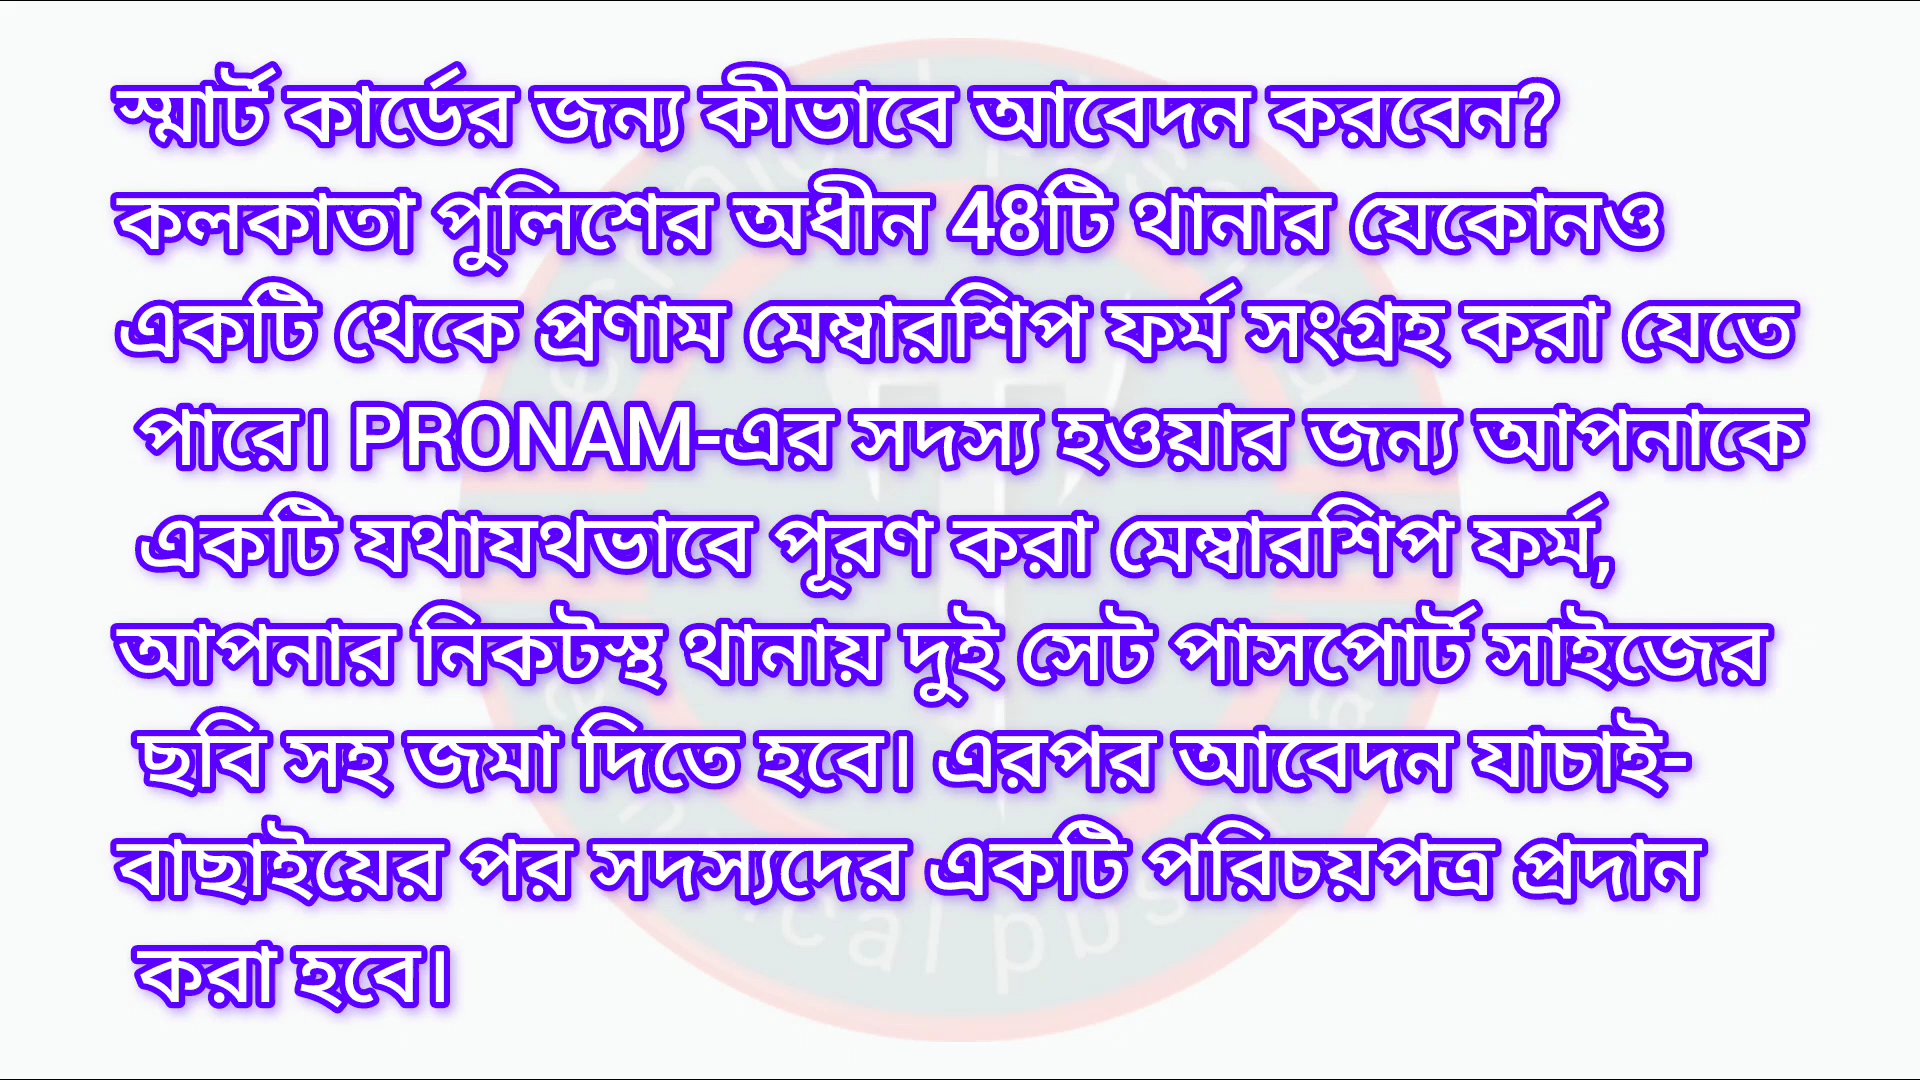 স্মার্ট কার্ডের জন্য কীভাবে আবেদন করবেন?
কলকাতা পুলিশের অধীন 48টি থানার যেকোনও
একটি থেকে প্রণাম মেম্বারশিপ ফর্ম সংগ্রহ করা যেতে
পারে। PRONAM-এর সদস্য হওয়ার জন্য আপনাকে
একটি যথাযথভাবে পূরণ করা মেম্বারশিপ ফর্ম,
আপনার নিকটস্থ থানায় দুই সেট পাসপোর্ট সাইজের
ছবি সহ জমা দিতে হবে। এরপর আবেদন যাচাই-
বাছাইয়ের পর সদস্যদের একটি পরিচয়পত্র প্রদান
করা হবে।